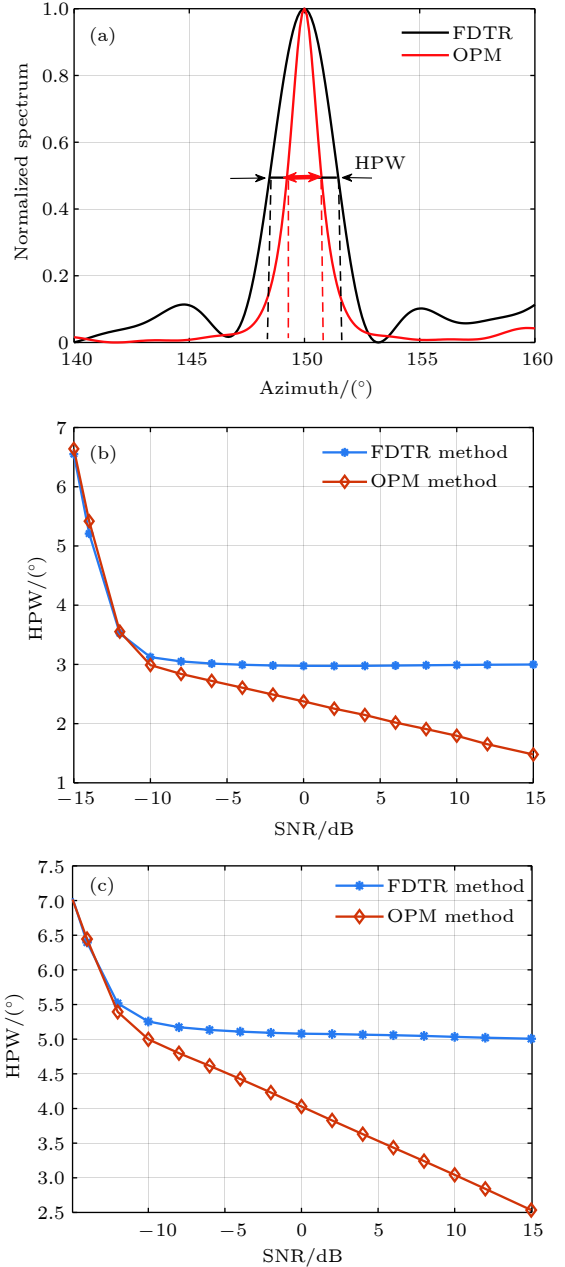 (a)
FDTR
OPM
HPW
Normalized spectrum
1.0
0.8
0.6
0.4
0.2
0
140
145
150
155
160
Azimuth/(°)
(b)
FDTR method
OPM method
HPW/(°)
7
6
5
4
3
2
1
−15
−10
−5
0
5
10
15
SNR/dB
(c)
FDTR method
OPM method
HPW/(°)
7.5
7.0
6.5
6.0
5.5
5.0
4.5
4.0
3.5
3.0
2.5
−10
−5
0
5
10
15
SNR/dB